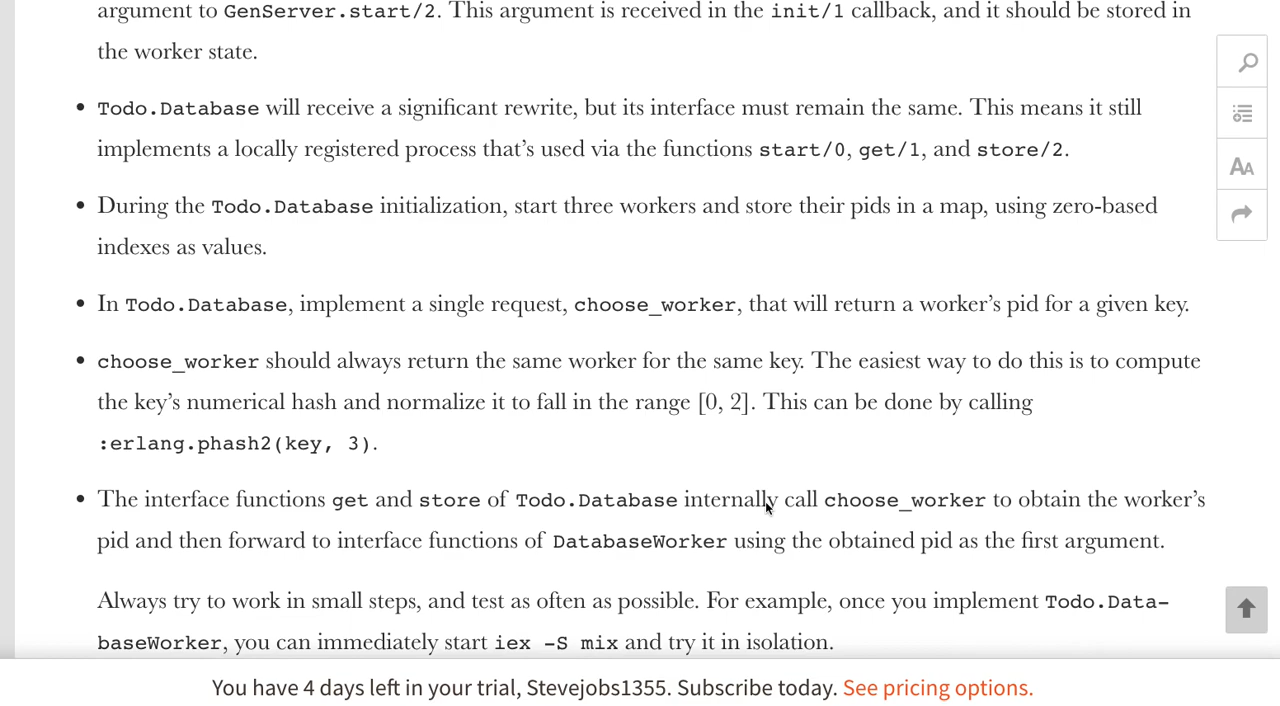 argument to GenServer.start/2. This argument is received in the init/1 callback, and it should be stored in
the worker state.
• Todo.Database will receive a significant rewrite, but its interface must remain the same. This means it still
implements a locally registered process that’s used via the functions start/0, get/1, and store/2.
• During the Todo.Database initialization, start three workers and store their pids in a map, using zero-based
indexes as values.
• In Todo.Database, implement a single request, choose_worker, that will return a worker’s pid for a given key.
• choose_worker should always return the same worker for the same key. The easiest way to do this is to compute
the key’s numerical hash and normalize it to fall in the range [0, 2]. This can be done by calling
:erlang.phash2(key, 3).
• The interface functions get and store of Todo.Database internally call choose_worker to obtain the worker’s
pid and then forward to interface functions of DatabaseWorker using the obtained pid as the first argument.
Always try to work in small steps, and test as often as possible. For example, once you implement Todo.Data-
baseWorker, you can immediately start iex -S mix and try it in isolation.
AA
You have 4 days left in your trial, Stevejobs1355. Subscribe today. See pricing options.